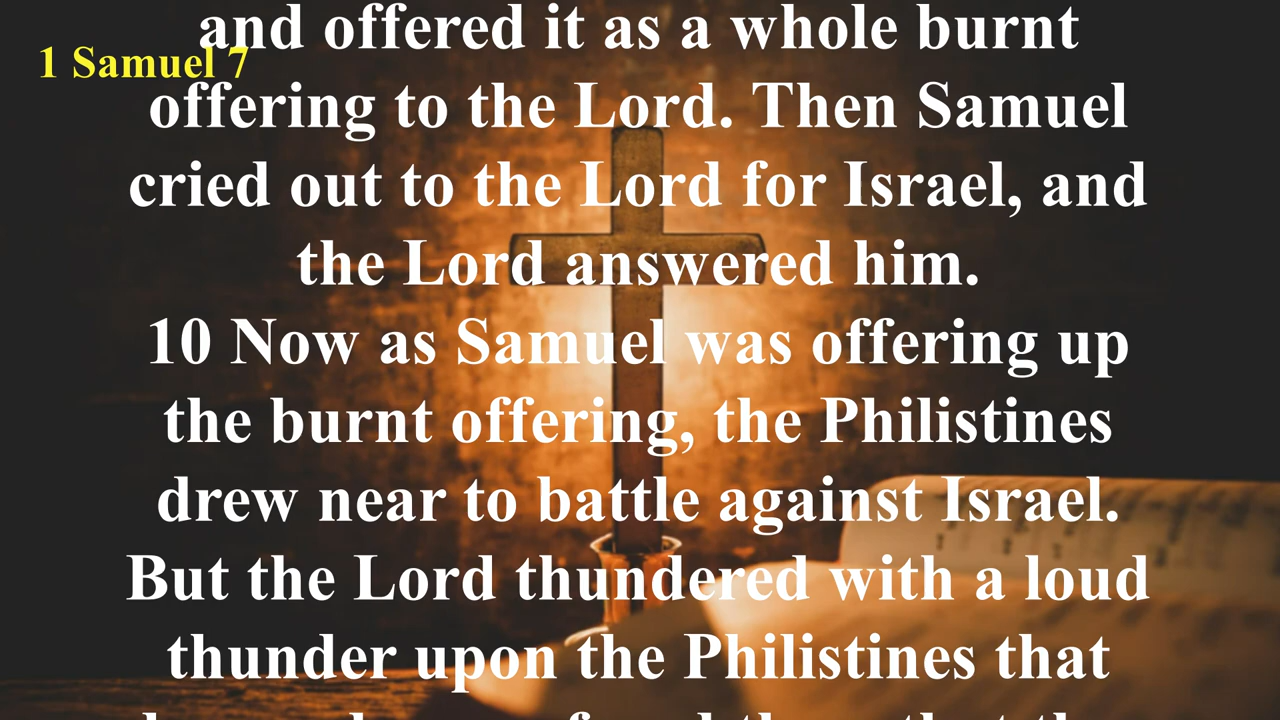 and offered it as a whole burnt
1 Samuel 7
offering to the Lord. Then Samuel
cried out to the Lord for Israel, and
the Lord answered him.
10 Now as Samuel was offering up
the burnt offering, the Philistines
drew near to battle against Israel.
But the Lord thundered with a loud
thunder upon the Philistines that